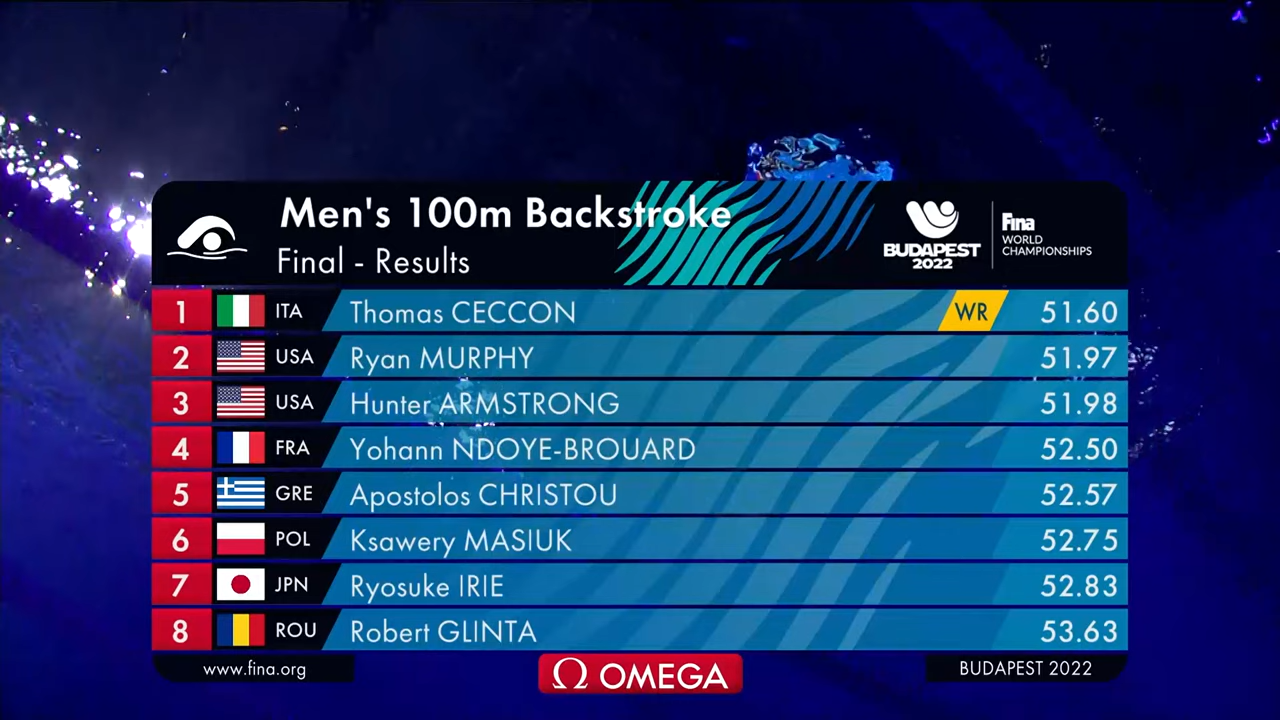 Men's 100m Backstroke
Final - Results
BUDAPEST
2022
Fina
WORLD
CHAMPIONSHIPS
1 ITA Thomas CECCON WR 51.60
2 USA Ryan MURPHY 51.97
3 USA Hunter ARMSTRONG 51.98
4 FRA Yohann NDOYE-BROUARD 52.50
5 GRE Apostolos CHRISTOU 52.57
6 POL Ksawery MASIUK 52.75
7 JPN Ryosuke IRIE 52.83
8 ROU Robert GLINTA 53.63
www.fina.org Ω OMEGA BUDAPEST 2022